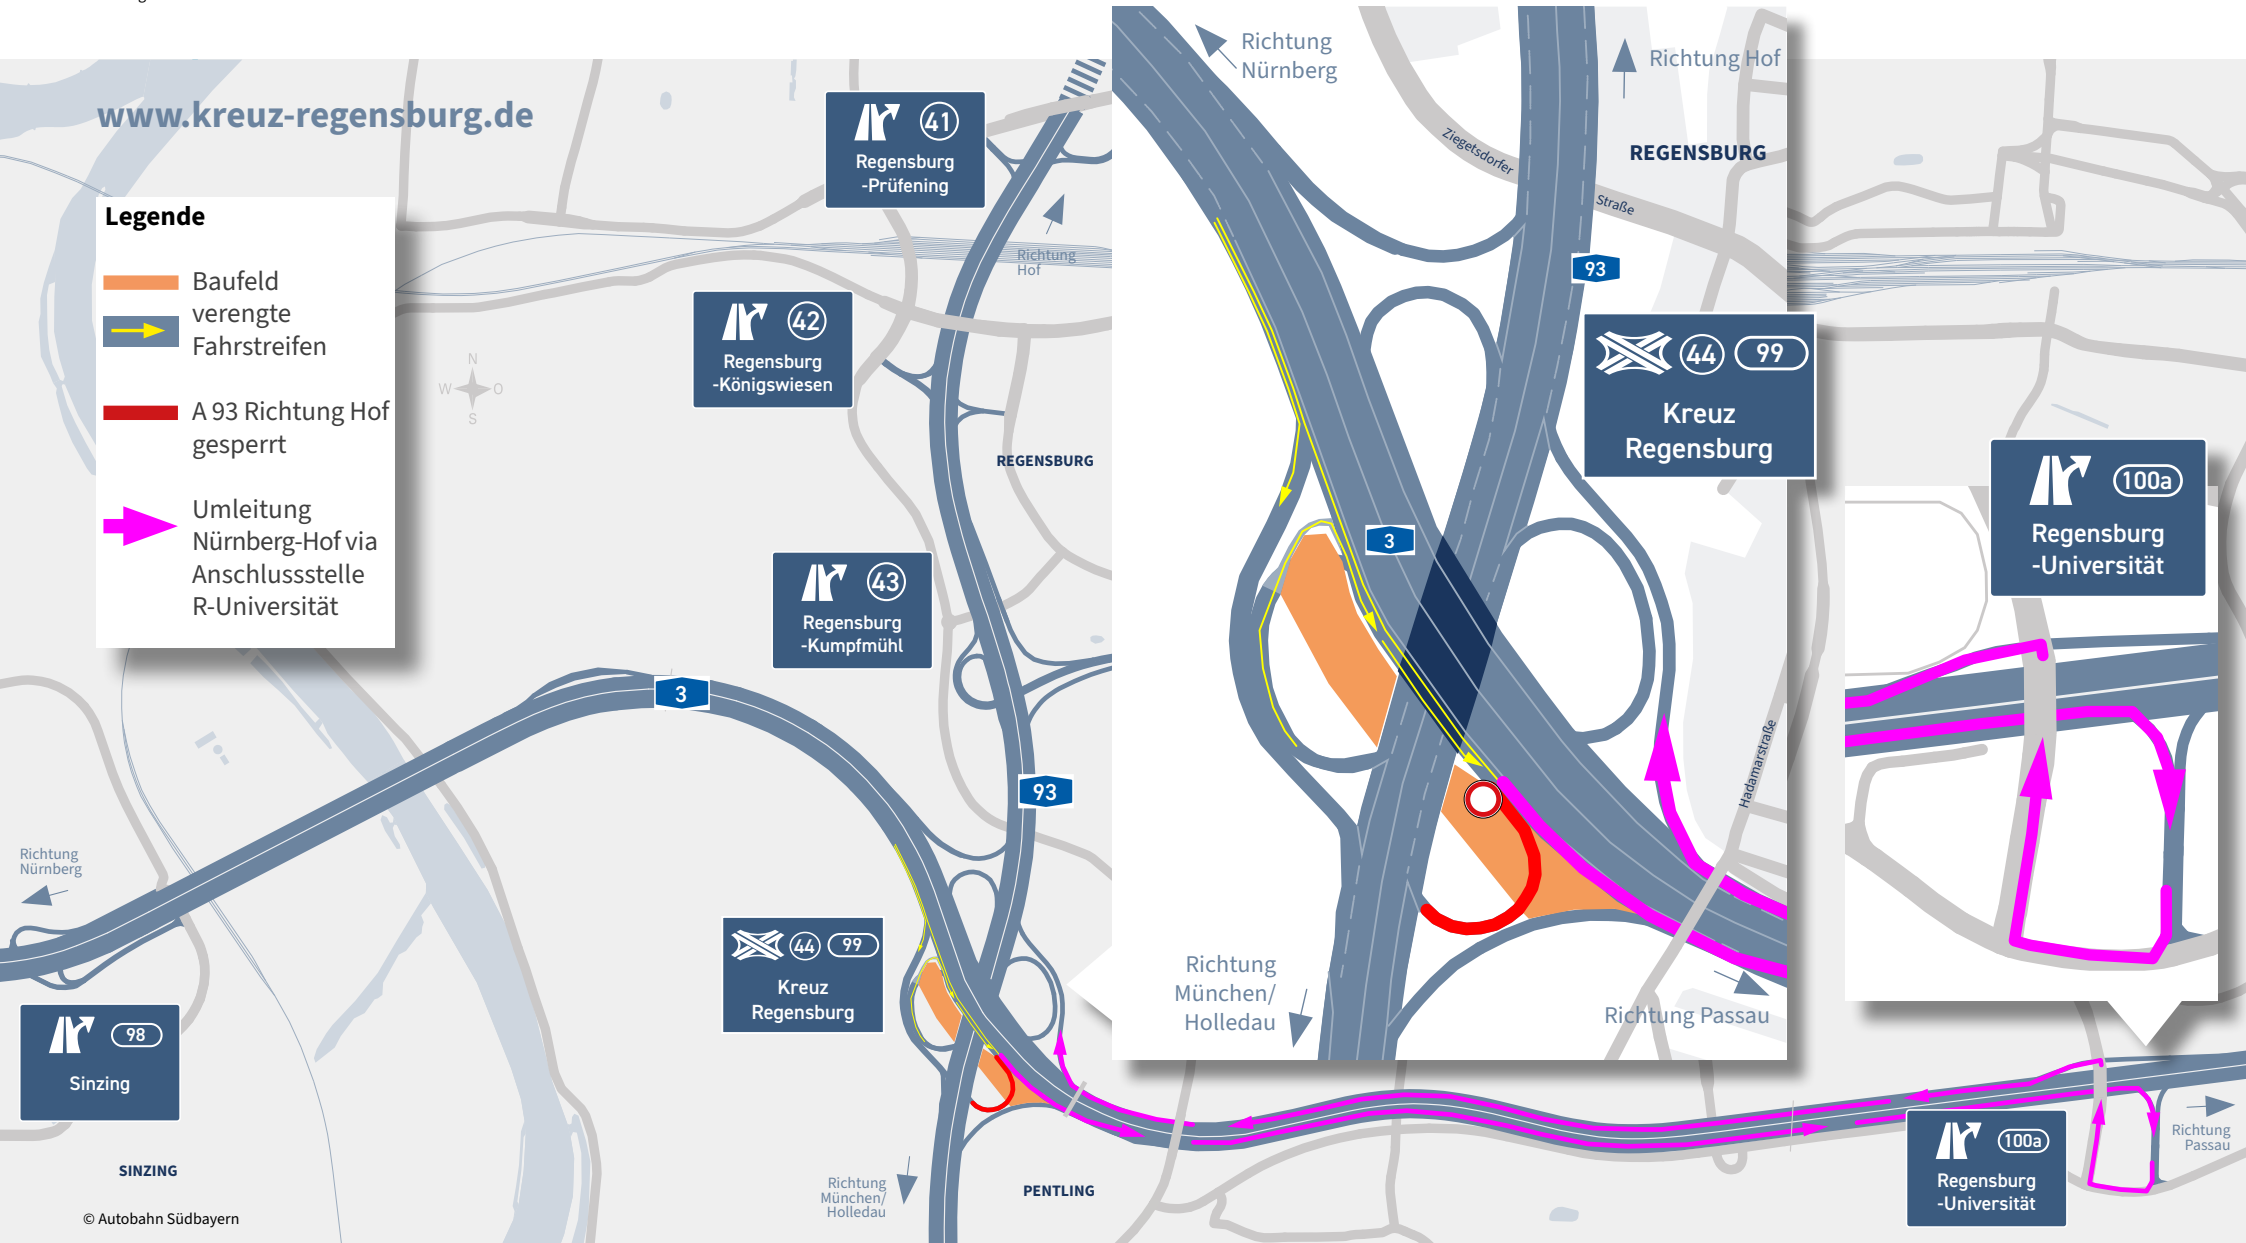 www.kreuz-regensburg.de
Legende
Baufeld
verengte
Fahrstreifen
A 93 Richtung Hof
gesperrt
Umleitung
Nürnberg-Hof via
Anschlussstelle
R-Universität
N
W
O
S
41
Regensburg
-Prüfening
Richtung
Hof
42
Regensburg
-Königswiesen
REGENSBURG
43
Regensburg
-Kumpfmühl
3
93
Richtung
Nürnberg
44
99
Kreuz
Regensburg
98
Sinzing
SINZING
© Autobahn Südbayern
Richtung
München/
Holledau
PENTLING
Richtung
Nürnberg
Richtung Hof
Ziegetsdorfer
Straße
REGENSBURG
93
44
99
Kreuz
Regensburg
3
Hadamarstraße
Richtung
München/
Holledau
Richtung Passau
100a
Regensburg
-Universität
100a
Regensburg
-Universität
Richtung
Passau